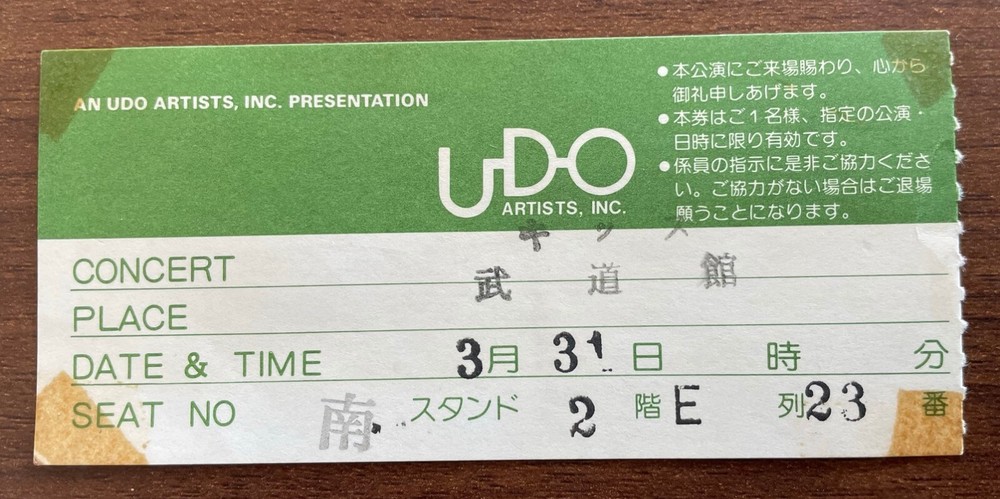 AN UDO ARTISTS, INC. PRESENTATION
UDO
ARTISTS, INC.
●本公演にご来場賜わり、心から
御礼申しあげます。
●本券はご1名様、指定の公演・
日時に限り有効です。
●係員の指示に是非ご協力くださ
い。ご協力がない場合はご退場
願うことになります。
キッス
CONCERT
武道館
PLACE
DATE & TIME 3月 31日 時 分
SEAT NO 南 スタンド 2 階 E 列 23 番